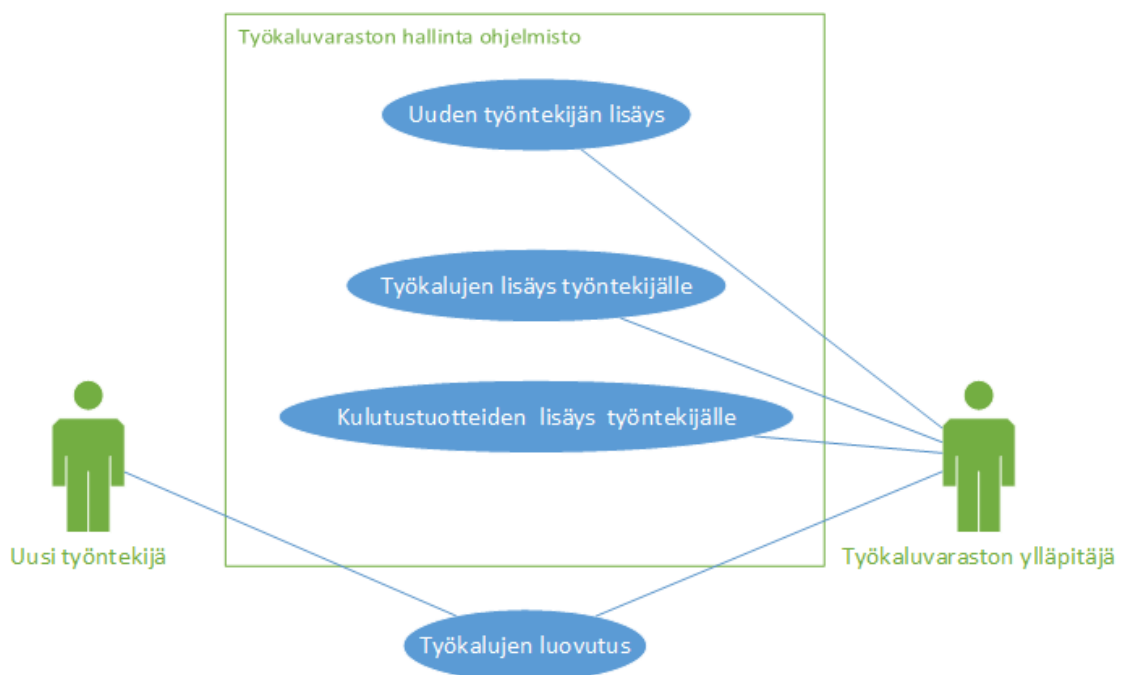 Työkaluvaraston hallinta ohjelmisto
Uuden työntekijän lisäys
Työkalujen lisäys työntekijälle
Kulutustuotteiden lisäys työntekijälle
Uusi työntekijä
Työkaluvaraston ylläpitäjä
Työkalujen luovutus